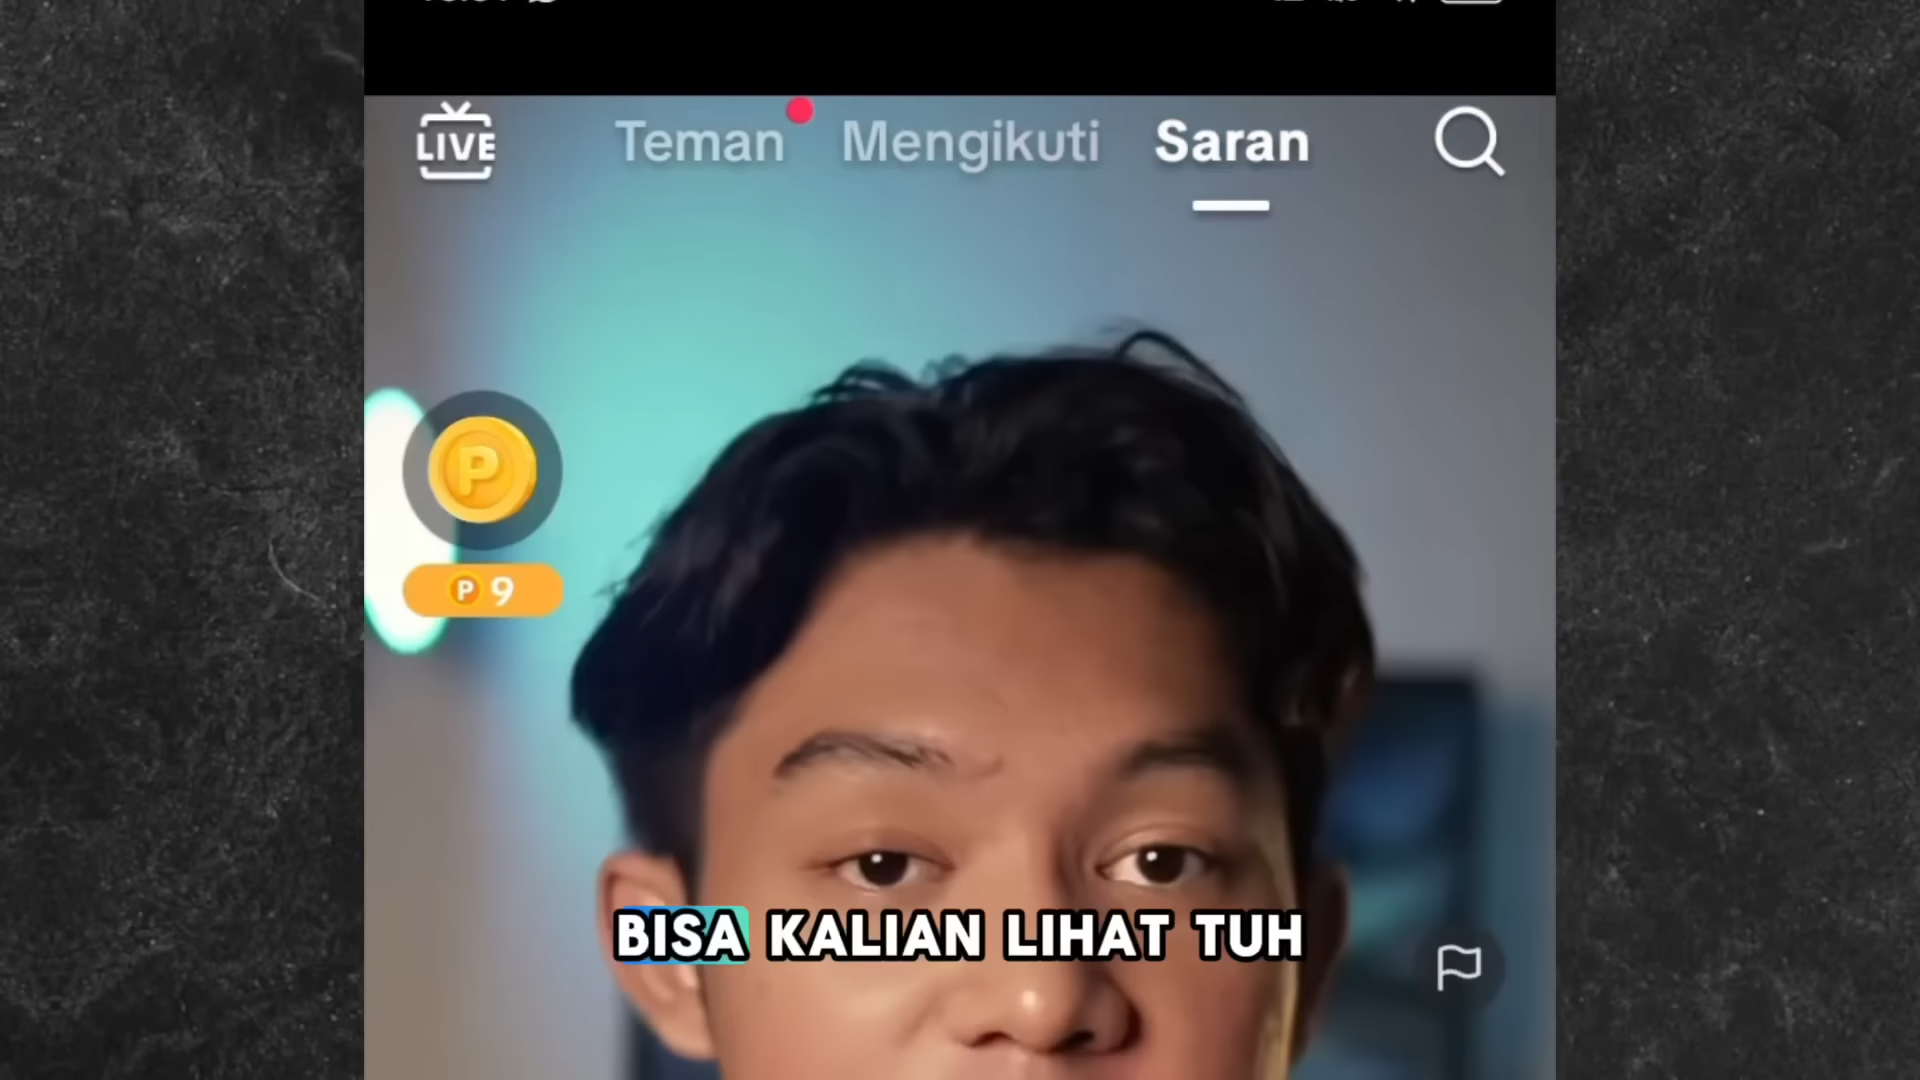 LIVE
Teman Mengikuti Saran
P
P 9
BISA KALIAN LIHAT TUH